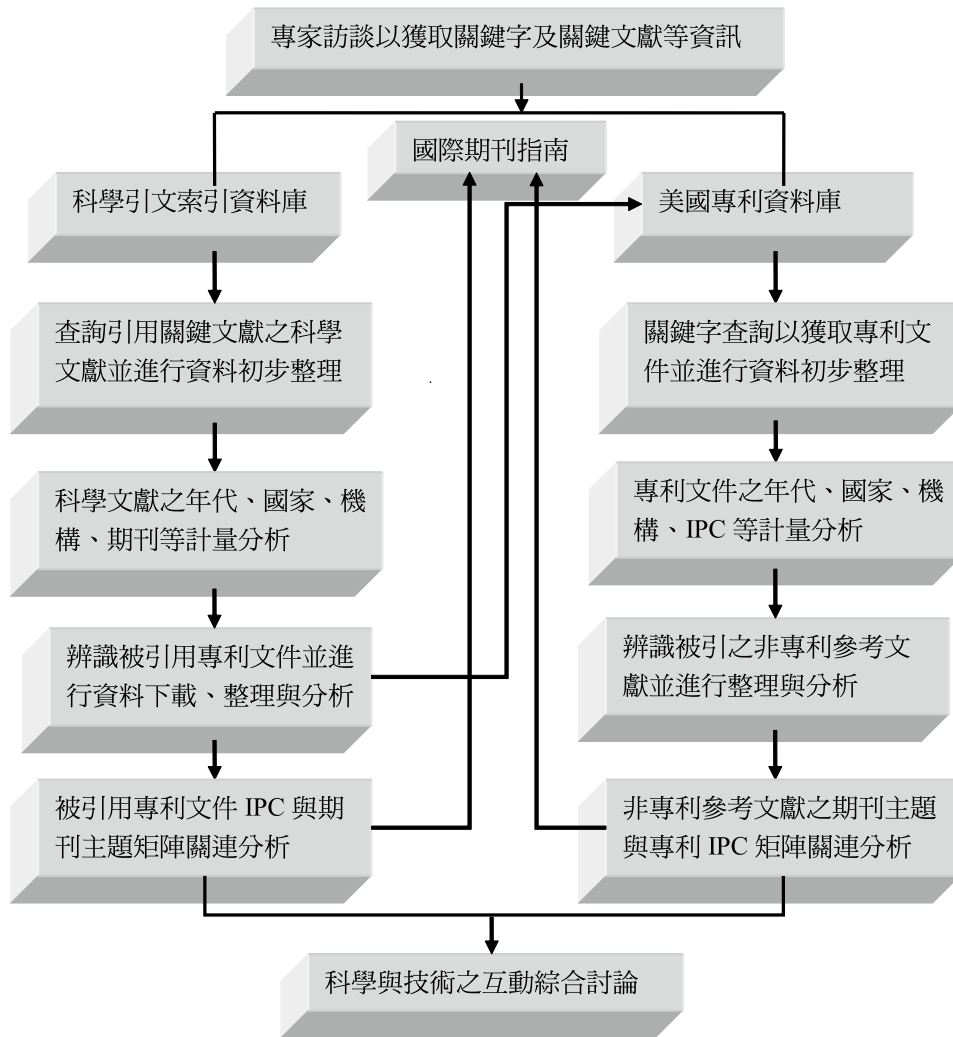 專家訪談以獲取關鍵字及關鍵文獻等資訊
國際期刊指南
科學引文索引資料庫
美國專利資料庫
查詢引用關鍵文獻之科學
文獻並進行資料初步整理
關鍵字查詢以獲取專利文
件並進行資料初步整理
科學文獻之年代、國家、機
構、期刊等計量分析
專利文件之年代、國家、機
構、IPC 等計量分析
辨識被引用專利文件並進
行資料下載、整理與分析
辨識被引之非專利參考文
獻並進行整理與分析
被引用專利文件 IPC 與期
刊主題矩陣關連分析
非專利參考文獻之期刊主題
與專利 IPC 矩陣關連分析
科學與技術之互動綜合討論